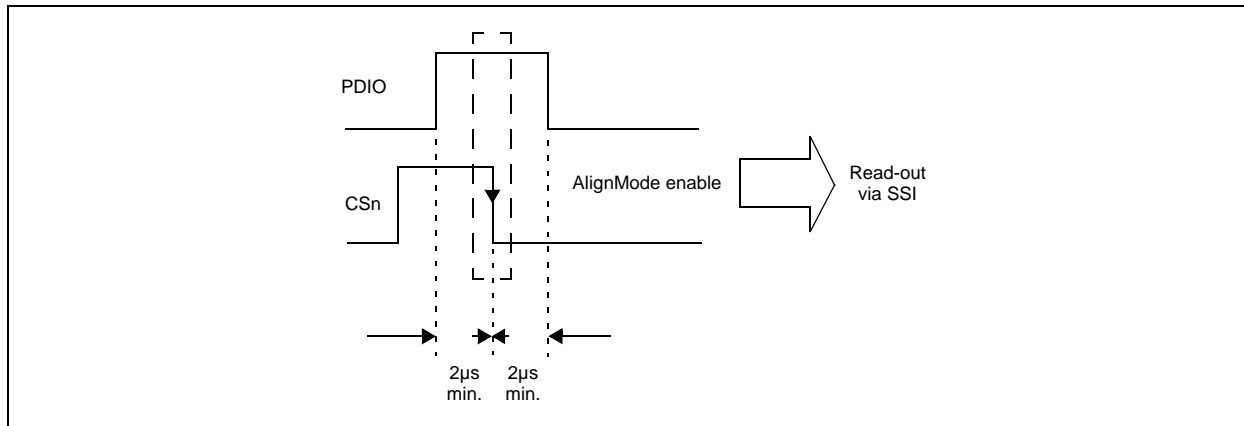 PDIO
CSn
AlignMode enable
Read-out
via SSI
2µs
min.
2µs
min.